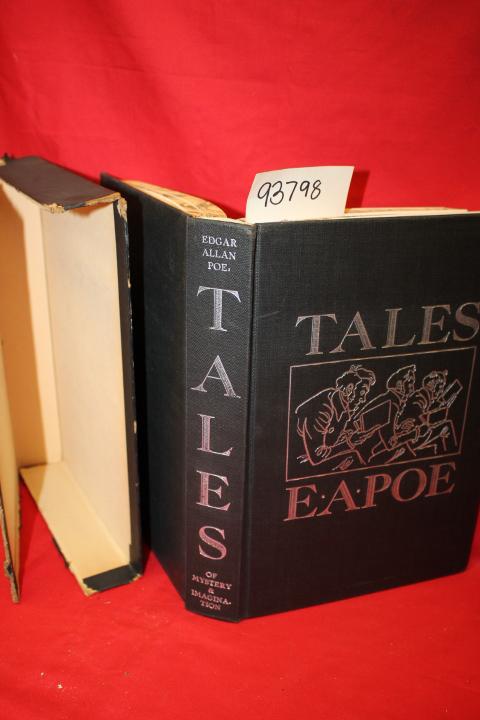 93798
EDGAR
ALLAN
POE,
TALES
OF
MYSTERY
&
IMAGINA-
TION
TALES
E·A·POE